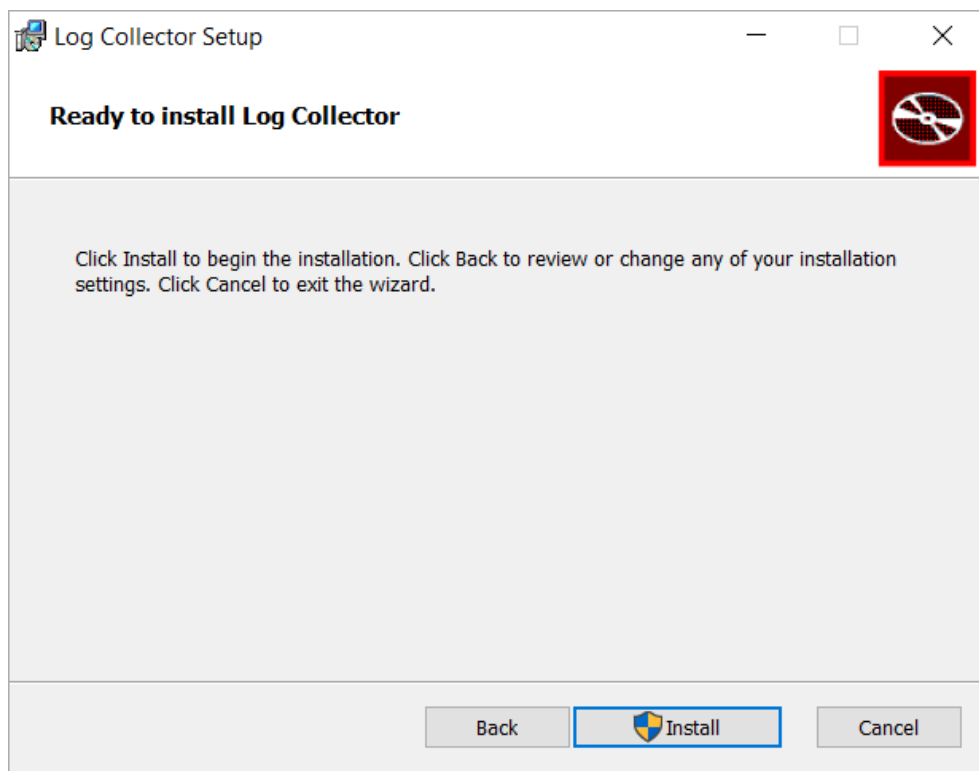 Log Collector Setup
Ready to install Log Collector
Click Install to begin the installation. Click Back to review or change any of your installation
settings. Click Cancel to exit the wizard.
Back
Install
Cancel